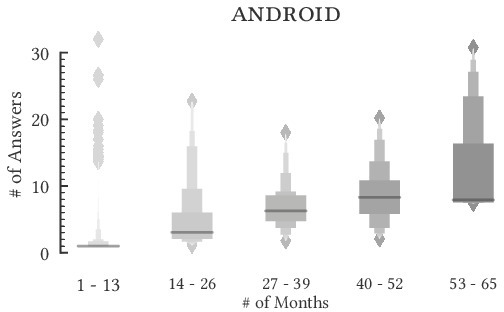 ANDROID
# of Answers
30
20
10
0
1 - 13 14 - 26 27 - 39 40 - 52 53 - 65
# of Months